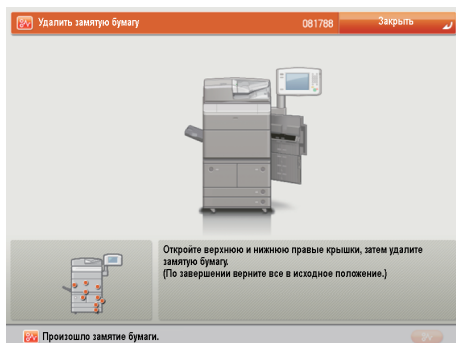 Удалить замятую бумагу
081788
Закрыть
Откройте верхнюю и нижнюю правые крышки, затем удалите
замятую бумагу.
(По завершении верните все в исходное положение.)
Произошло замятие бумаги.